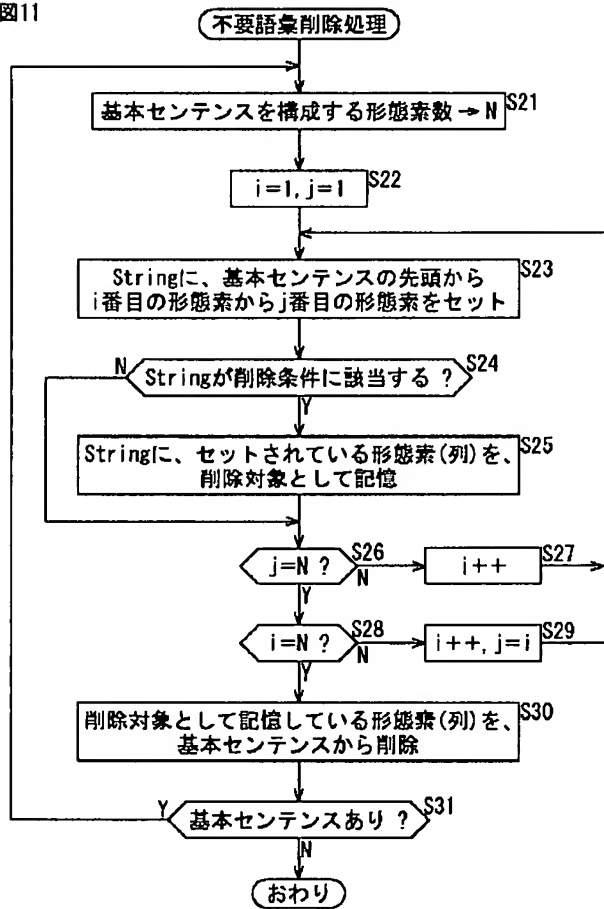 図11
不要語彙削除処理
基本センテンスを構成する形態素数→N
S21
i=1, j=1
S22
Stringに、基本センテンスの先頭から
i番目の形態素からj番目の形態素をセット
S23
N
Stringが削除条件に該当する ?
S24
Y
Stringに、セットされている形態素(列)を、
削除対象として記憶
S25
j=N ?
S26
N
i++
S27
Y
i=N ?
S28
N
i++, j=i
S29
Y
削除対象として記憶している形態素(列)を、
基本センテンスから削除
S30
Y
基本センテンスあり ?
S31
N
おわり